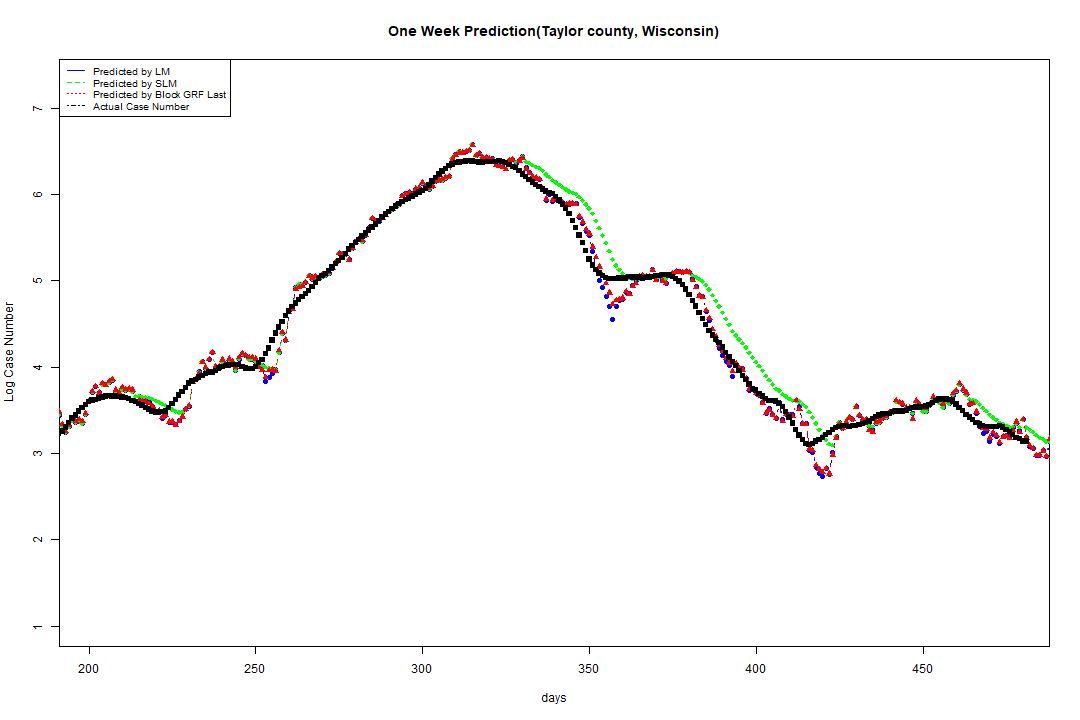 One Week Prediction(Taylor county, Wisconsin)
Predicted by LM
Predicted by SLM
Predicted by Block GRF Last
Actual Case Number
7
6
5
4
3
2
1
Log Case Number
200 250 300 350 400 450
days